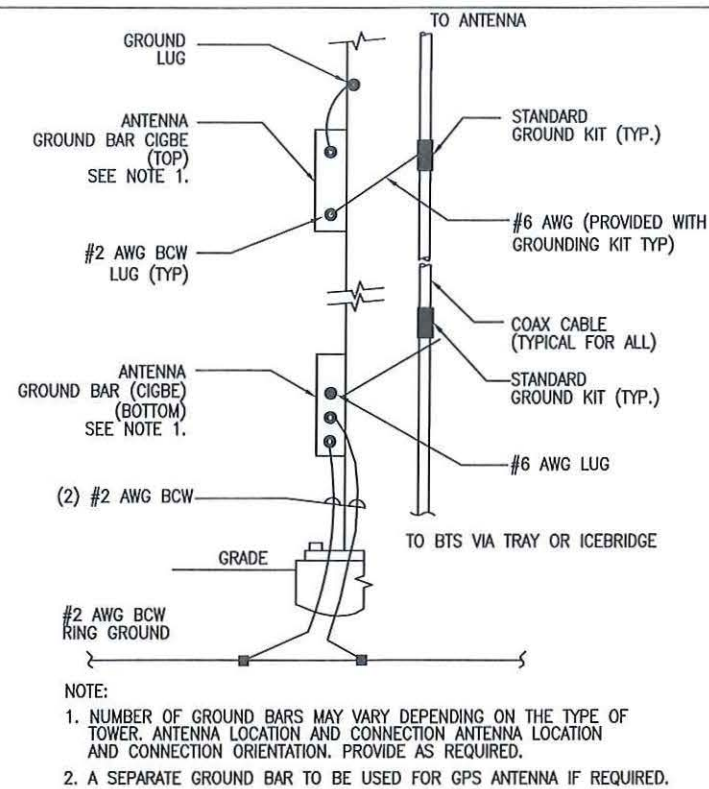 TO ANTENNA
GROUND
LUG
ANTENNA
GROUND BAR CIGBE
(TOP)
SEE NOTE 1.
STANDARD
GROUND KIT (TYP.)
#6 AWG (PROVIDED WITH
GROUNDING KIT TYP)
#2 AWG BCW
LUG (TYP)
COAX CABLE
(TYPICAL FOR ALL)
ANTENNA
GROUND BAR (CIGBE)
(BOTTOM)
SEE NOTE 1.
STANDARD
GROUND KIT (TYP.)
#6 AWG LUG
(2) #2 AWG BCW
TO BTS VIA TRAY OR ICEBRIDGE
GRADE
#2 AWG BCW
RING GROUND
NOTE:
1. NUMBER OF GROUND BARS MAY VARY DEPENDING ON THE TYPE OF
TOWER. ANTENNA LOCATION AND CONNECTION ANTENNA LOCATION
AND CONNECTION ORIENTATION. PROVIDE AS REQUIRED.
2. A SEPARATE GROUND BAR TO BE USED FOR GPS ANTENNA IF REQUIRED.